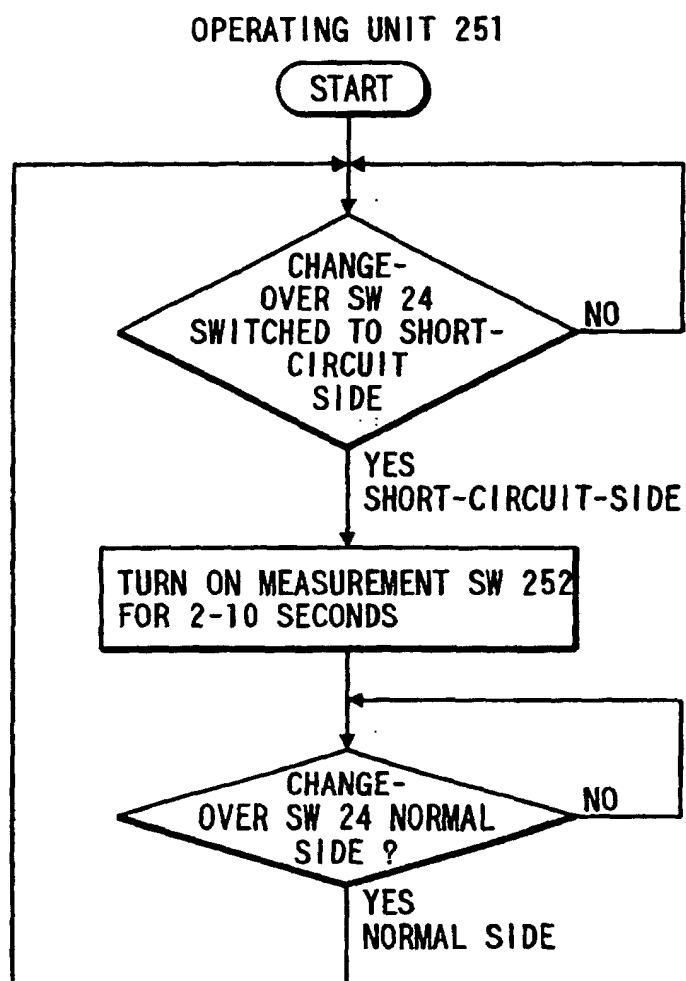 OPERATING UNIT 251
START
CHANGE-
OVER SW 24
SWITCHED TO SHORT-
CIRCUIT
SIDE
NO
YES
SHORT-CIRCUIT-SIDE
TURN ON MEASUREMENT SW 252
FOR 2-10 SECONDS
CHANGE-
OVER SW 24 NORMAL
SIDE ?
NO
YES
NORMAL SIDE